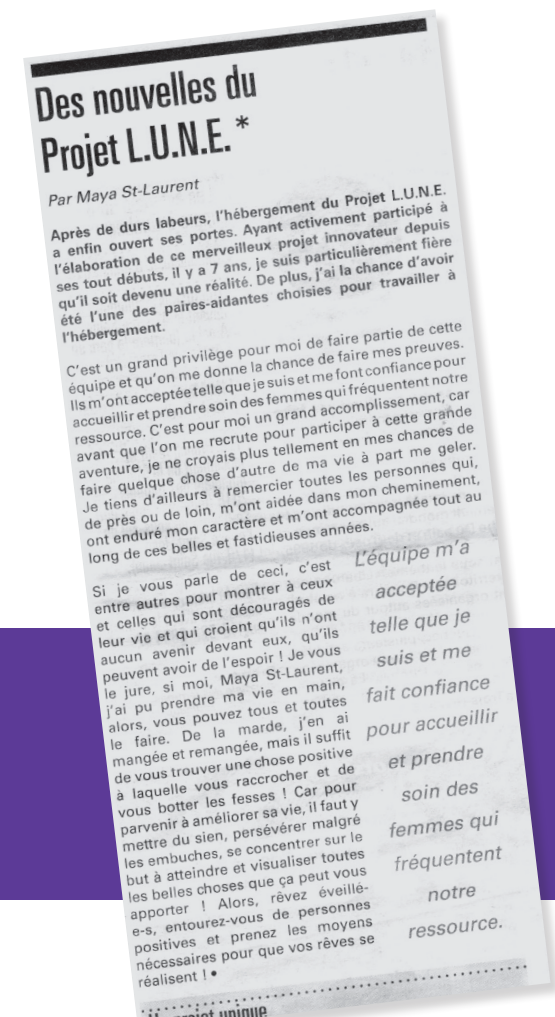 Des nouvelles du
Projet L.U.N.E.*
Par Maya St-Laurent
Après de durs labeurs, l'hébergement du Projet L.U.N.E.
a enfin ouvert ses portes. Ayant activement participé à
l'élaboration de ce merveilleux projet innovateur depuis
ses tout débuts, il y a 7 ans, je suis particulièrement fière
qu'il soit devenu une réalité. De plus, j'ai la chance d'avoir
été l'une des paires-aidantes choisies pour travailler à
l'hébergement.
C'est un grand privilège pour moi de faire partie de cette
équipe et qu'on me donne la chance de faire mes preuves.
Ils m'ont acceptée telle que je suis et me font confiance pour
accueillir et prendre soin des femmes qui fréquentent notre
ressource. C'est pour moi un grand accomplissement, car
avant que l'on me recrute pour participer à cette grande
aventure, je ne croyais plus tellement en mes chances de
faire quelque chose d'autre de ma vie à part me geler.
Je tiens d'ailleurs à remercier toutes les personnes qui,
de près ou de loin, m'ont aidée dans mon cheminement,
ont enduré mon caractère et m'ont accompagnée tout au
long de ces belles et fastidieuses années.
Si je vous parle de ceci, c'est
entre autres pour montrer à ceux
et celles qui sont découragés de
leur vie et qui croient qu'ils n'ont
aucun avenir devant eux, qu'ils
peuvent avoir de l'espoir ! Je vous
le jure, si moi, Maya St-Laurent,
j'ai pu prendre ma vie en main,
alors, vous pouvez tous et toutes
le faire. De la marde, j'en ai
mangée et remangée, mais il suffit
de vous trouver une chose positive
à laquelle vous raccrocher et de
vous botter les fesses ! Car pour
parvenir à améliorer sa vie, il faut y
mettre du sien, persévérer malgré
les embuches, se concentrer sur le
but à atteindre et visualiser toutes
les belles choses que ça peut vous
apporter ! Alors, rêvez éveillé-
e-s, entourez-vous de personnes
positives et prenez les moyens
nécessaires pour que vos rêves se
réalisent ! •
L'équipe m'a
acceptée
telle que je
suis et me
fait confiance
pour accueillir
et prendre
soin des
femmes qui
fréquentent
notre
ressource.
projet unique